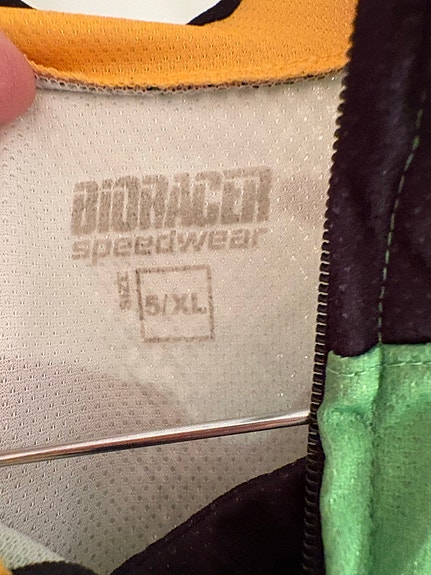 BIORACER
speedwear
SIZE
5/XL